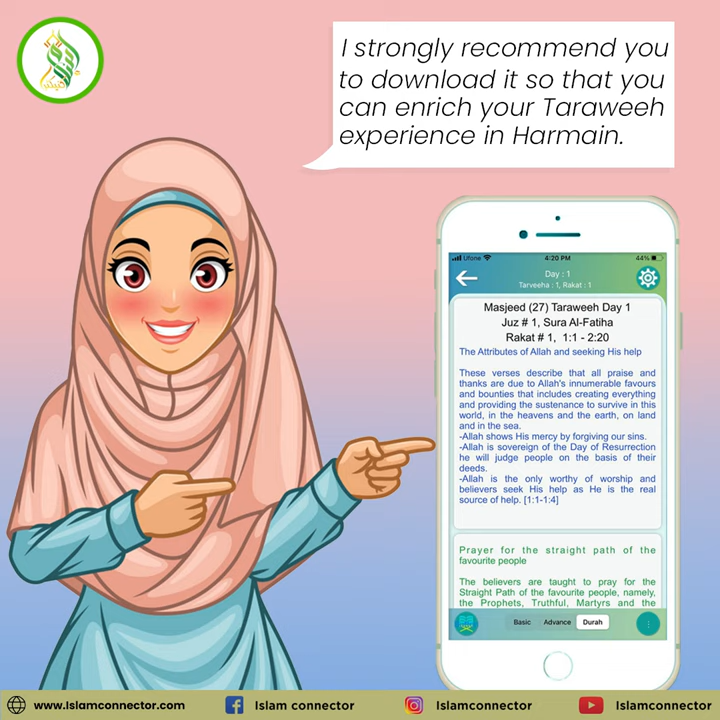 I strongly recommend you
to download it so that you
can enrich your Taraweeh
experience in Harmain.
Ufone 4:20 PM 44%
Day : 1
Tarveeha : 1, Rakat : 1
Masjeed (27) Taraweeh Day 1
Juz # 1, Sura Al-Fatiha
Rakat # 1, 1:1 - 2:20
The Attributes of Allah and seeking His help
These verses describe that all praise and
thanks are due to Allah's innumerable favours
and bounties that includes creating everything
and providing the sustenance to survive in this
world, in the heavens and the earth, on land
and in the sea.
-Allah shows His mercy by forgiving our sins.
-Allah is sovereign of the Day of Resurrection
he will judge people on the basis of their
deeds.
-Allah is the only worthy of worship and
believers seek His help as He is the real
source of help. [1:1-1:4]
Prayer for the straight path of the
favourite people
The believers are taught to pray for the
Straight Path of the favourite people, namely,
the Prophets, Truthful, Martyrs and the
Basic Advance Durah
www.Islamconnector.com Islam connector Islamconnector Islamconnector